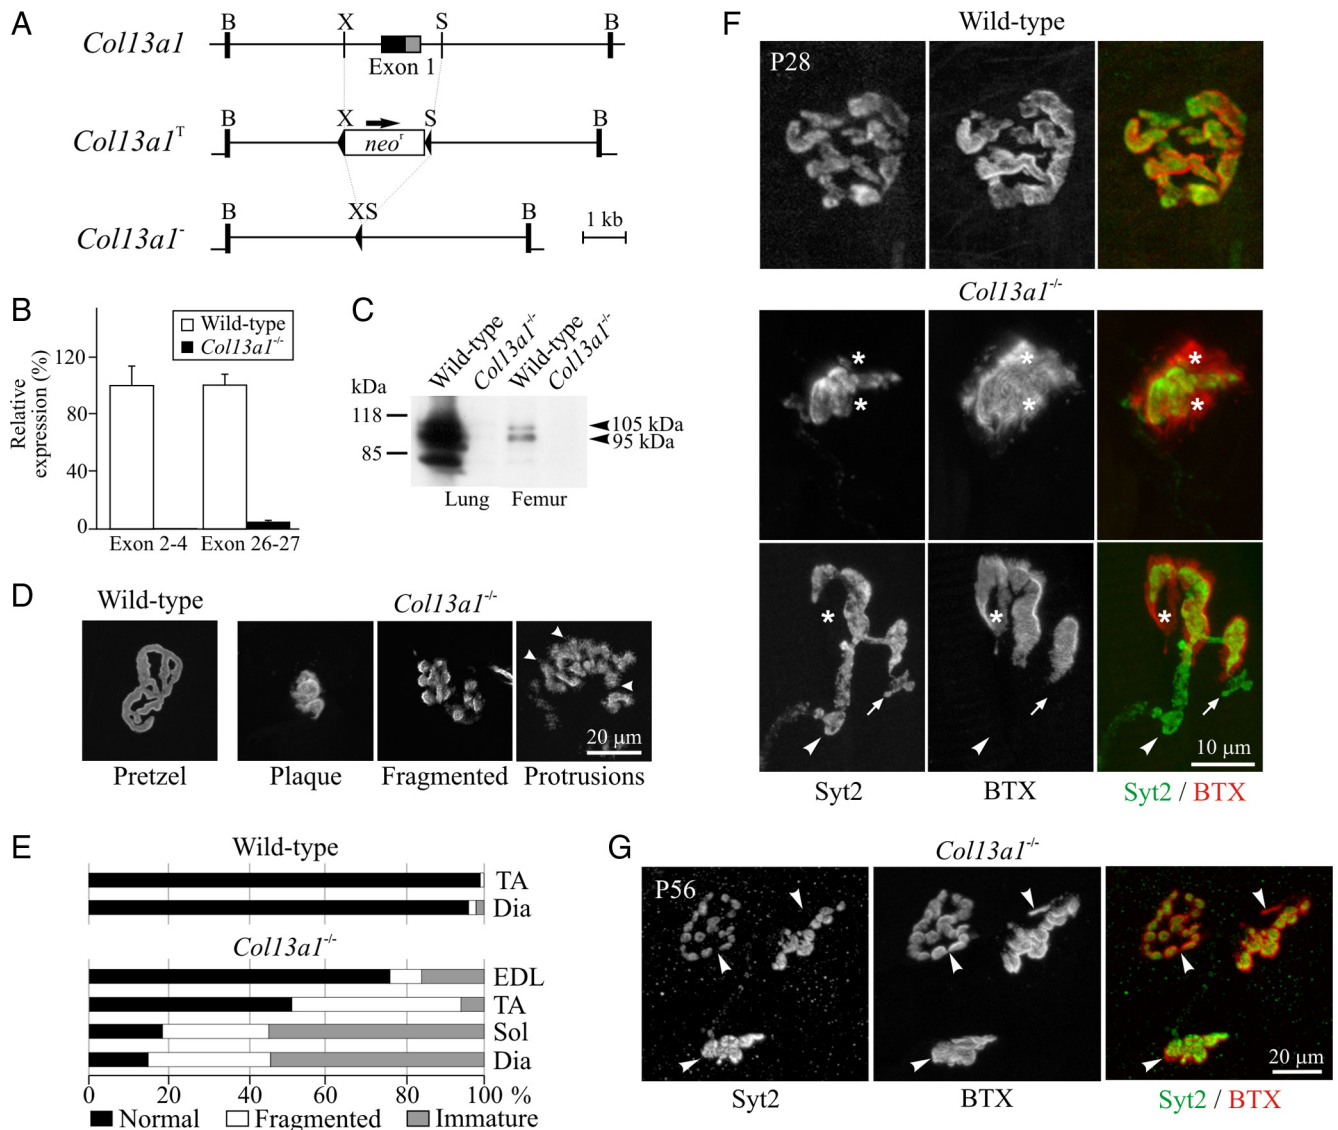 A
B X S B
Col13a1
Exon 1
B X S B
Col13a1ᵀ
neoʳ
B XS B
Col13a1⁻
1 kb
B
Relative expression (%)
120
80
40
0
Wild-type
Col13a1⁻/⁻
Exon 2-4 Exon 26-27
C
Wild-type
Col13a1⁻/⁻
Wild-type
Col13a1⁻/⁻
kDa
118
85
105 kDa
95 kDa
Lung Femur
D
Wild-type Col13a1⁻/⁻
20 µm
Pretzel Plaque Fragmented Protrusions
E
Wild-type
TA
Dia
Col13a1⁻/⁻
EDL
TA
Sol
Dia
0 20 40 60 80 100 %
Normal Fragmented Immature
F
Wild-type
P28
Col13a1⁻/⁻
* * *
* * *
* * *
10 µm
Syt2 BTX Syt2 / BTX
G
Col13a1⁻/⁻
P56
20 µm
Syt2 BTX Syt2 / BTX